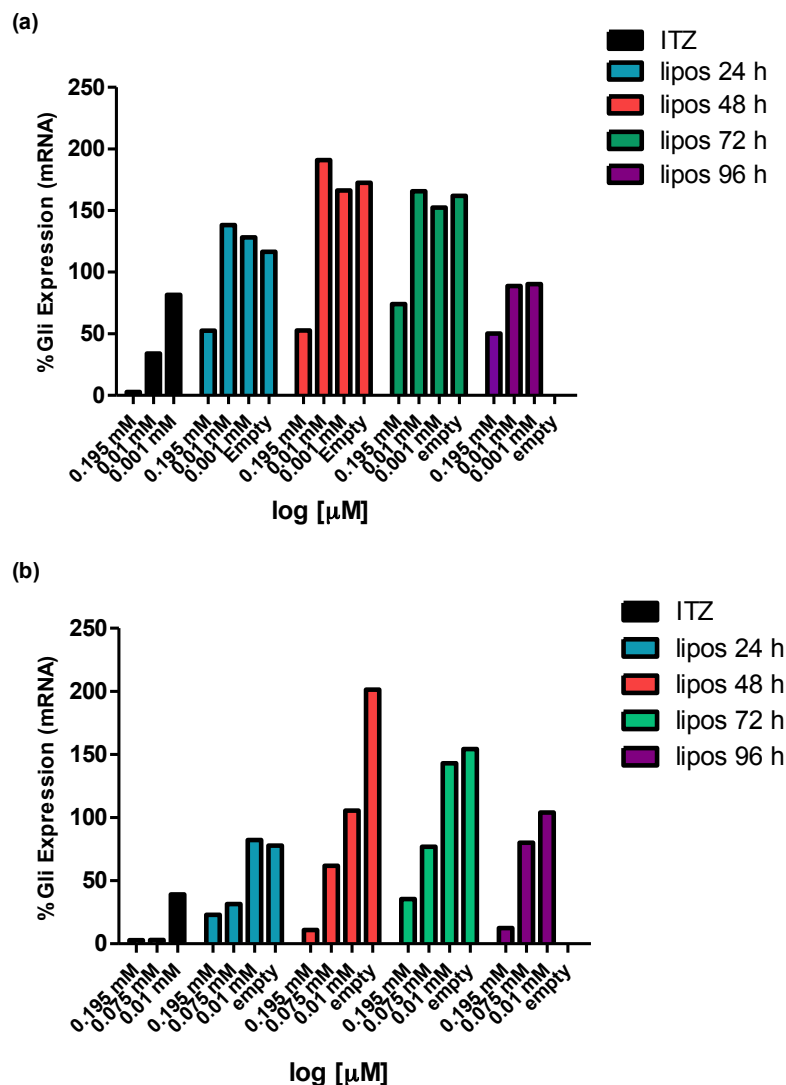 (a)
ITZ
lipos 24 h
lipos 48 h
lipos 72 h
lipos 96 h
%Gli Expression (mRNA)
250
200
150
100
50
0
0.195 mM
0.01 mM
0.001 mM
0.195 mM
0.01 mM
0.001 mM
Empty
0.195 mM
0.01 mM
0.001 mM
Empty
0.195 mM
0.01 mM
0.001 mM
empty
0.195 mM
0.01 mM
0.001 mM
empty
log [μM]
(b)
ITZ
lipos 24 h
lipos 48 h
lipos 72 h
lipos 96 h
%Gli Expression (mRNA)
250
200
150
100
50
0
0.195 mM
0.075 mM
0.01 mM
0.195 mM
0.075 mM
0.01 mM
empty
0.195 mM
0.075 mM
0.01 mM
empty
0.195 mM
0.075 mM
0.01 mM
empty
0.195 mM
0.075 mM
0.01 mM
empty
log [μM]